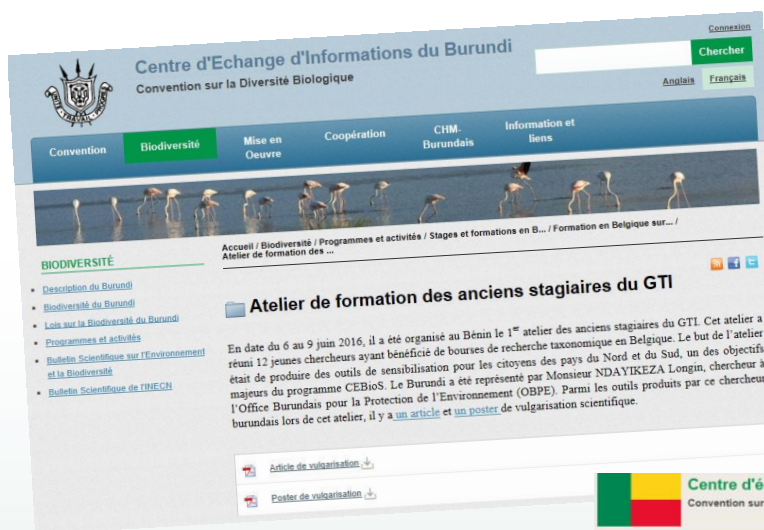 Connexion
Centre d'Echange d'Informations du Burundi
Chercher
Convention sur la Diversité Biologique
Anglais Français
Convention Biodiversité Mise en Oeuvre Coopération CHM-Burundais Information et liens
Accueil / Biodiversité / Programmes et activités / Stages et formations en B... / Formation en Belgique sur... /
Atelier de formation des ...
BIODIVERSITÉ
Description du Burundi
Biodiversité du Burundi
Lois sur la Biodiversité du Burundi
Programmes et activités
Bulletin Scientifique sur l'Environnement
et la Biodiversité
Bulletin Scientifique de l'INECN
Atelier de formation des anciens stagiaires du GTI
En date du 6 au 9 juin 2016, il a été organisé au Bénin le 1er atelier des anciens stagiaires du GTI. Cet atelier a
réuni 12 jeunes chercheurs ayant bénéficié de bourses de recherche taxonomique en Belgique. Le but de l'atelier
était de produire des outils de sensibilisation pour les citoyens des pays du Nord et du Sud, un des objectifs
majeurs du programme CEBioS. Le Burundi a été représenté par Monsieur NDAYIKEZA Longin, chercheur à
l'Office Burundais pour la Protection de l'Environnement (OBPE). Parmi les outils produits par ce chercheur
burundais lors de cet atelier, il y a un article et un poster de vulgarisation scientifique.
Article de vulgarisation
Poster de vulgarisation
Centre d'é
Convention sur